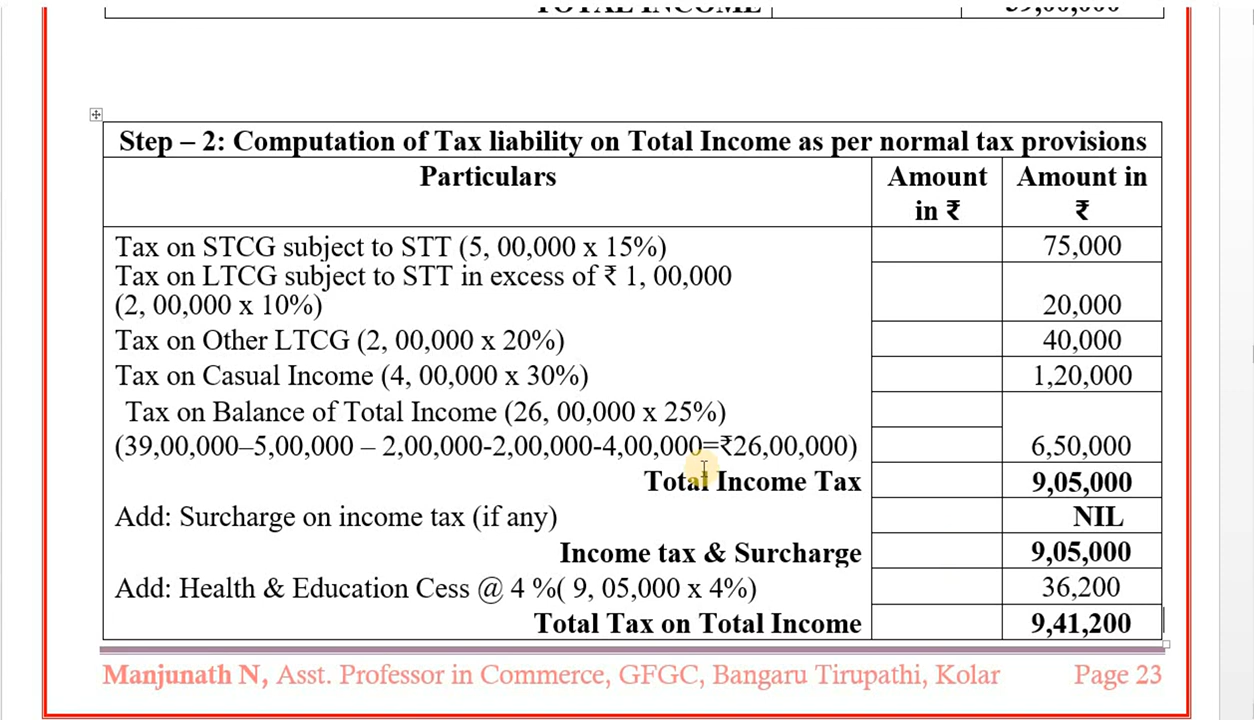 TOTAL INCOME 39,00,000
Step – 2: Computation of Tax liability on Total Income as per normal tax provisions
Particulars Amount in ₹ Amount in ₹
Tax on STCG subject to STT (5, 00,000 x 15%) 75,000
Tax on LTCG subject to STT in excess of ₹ 1, 00,000
(2, 00,000 x 10%) 20,000
Tax on Other LTCG (2, 00,000 x 20%) 40,000
Tax on Casual Income (4, 00,000 x 30%) 1,20,000
Tax on Balance of Total Income (26, 00,000 x 25%)
(39,00,000–5,00,000 – 2,00,000-2,00,000-4,00,000=₹26,00,000) 6,50,000
Total Income Tax 9,05,000
Add: Surcharge on income tax (if any) NIL
Income tax & Surcharge 9,05,000
Add: Health & Education Cess @ 4 %( 9, 05,000 x 4%) 36,200
Total Tax on Total Income 9,41,200
Manjunath N, Asst. Professor in Commerce, GFGC, Bangaru Tirupathi, Kolar Page 23